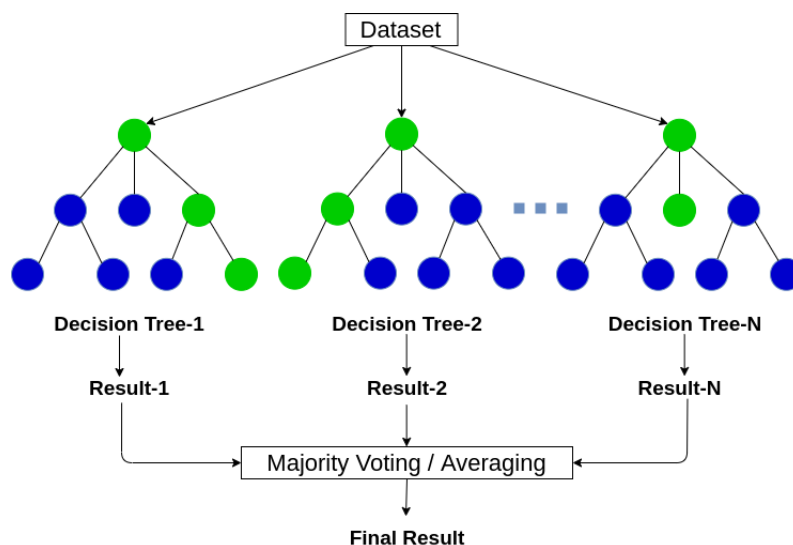 Dataset
Decision Tree-1
Decision Tree-2
Decision Tree-N
Result-1
Result-2
Result-N
Majority Voting / Averaging
Final Result